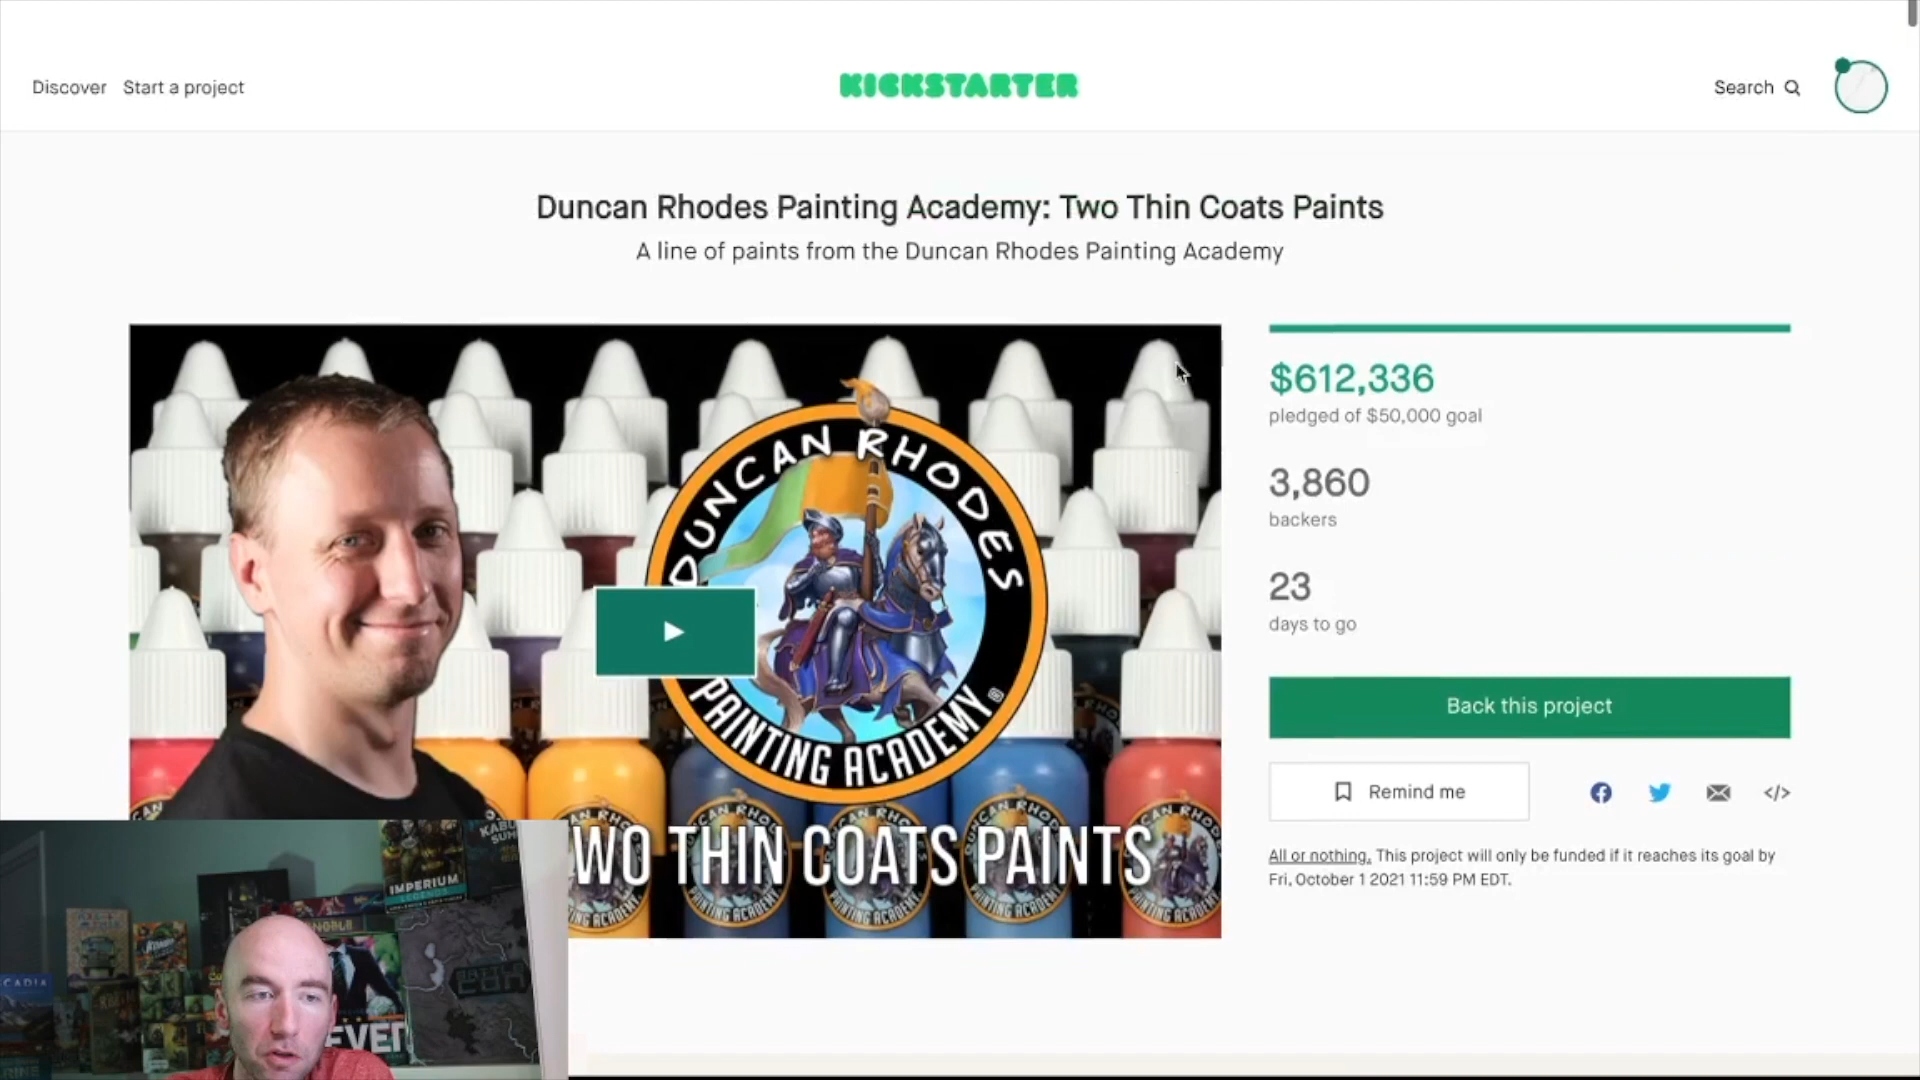 Discover Start a project
KICKSTARTER
Search
Duncan Rhodes Painting Academy: Two Thin Coats Paints
A line of paints from the Duncan Rhodes Painting Academy
DUNCAN RHODES
PAINTING ACADEMY
WO THIN COATS PAINTS
$612,336
pledged of $50,000 goal
3,860
backers
23
days to go
Back this project
Remind me
</>
All or nothing. This project will only be funded if it reaches its goal by
Fri, October 1 2021 11:59 PM EDT.
IMPERIUM
LEGENDS
CADIA